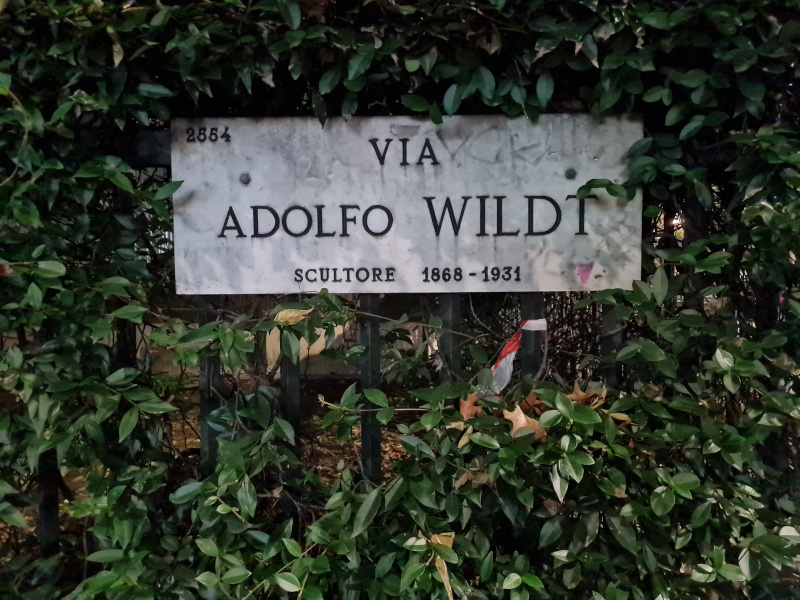 2554
VIA
ADOLFO WILDT
SCULTORE 1868-1931